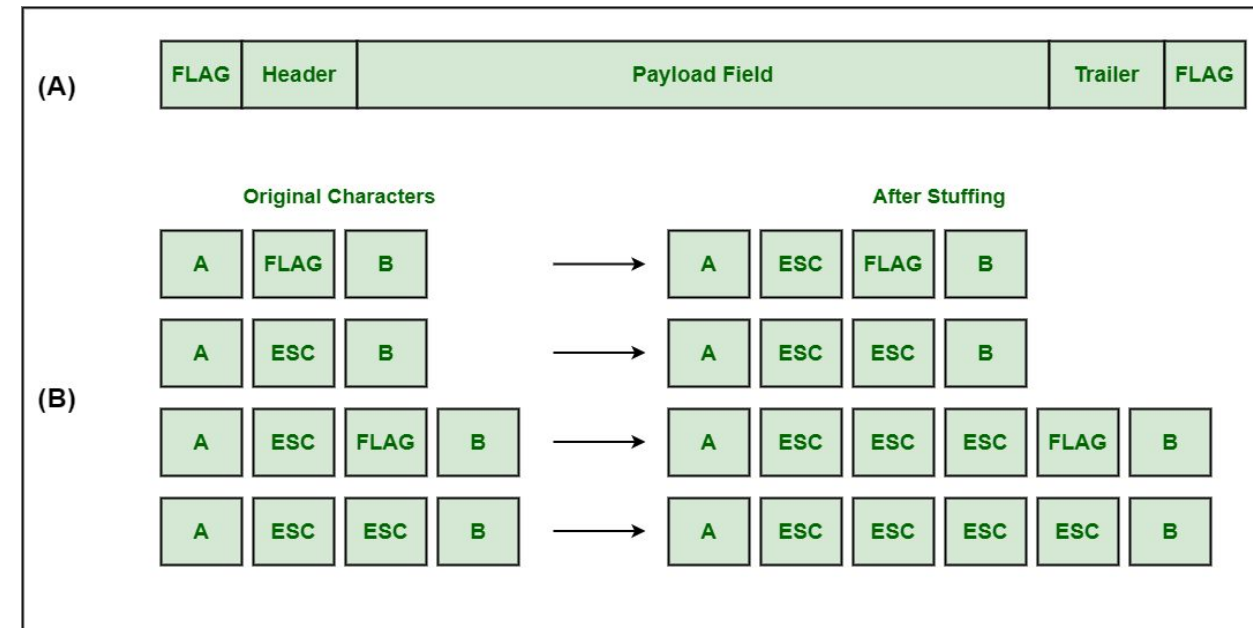 (A) FLAG Header Payload Field Trailer FLAG
Original Characters After Stuffing
A FLAG B A ESC FLAG B
A ESC B A ESC ESC B
(B)
A ESC FLAG B A ESC ESC ESC FLAG B
A ESC ESC B A ESC ESC ESC ESC B